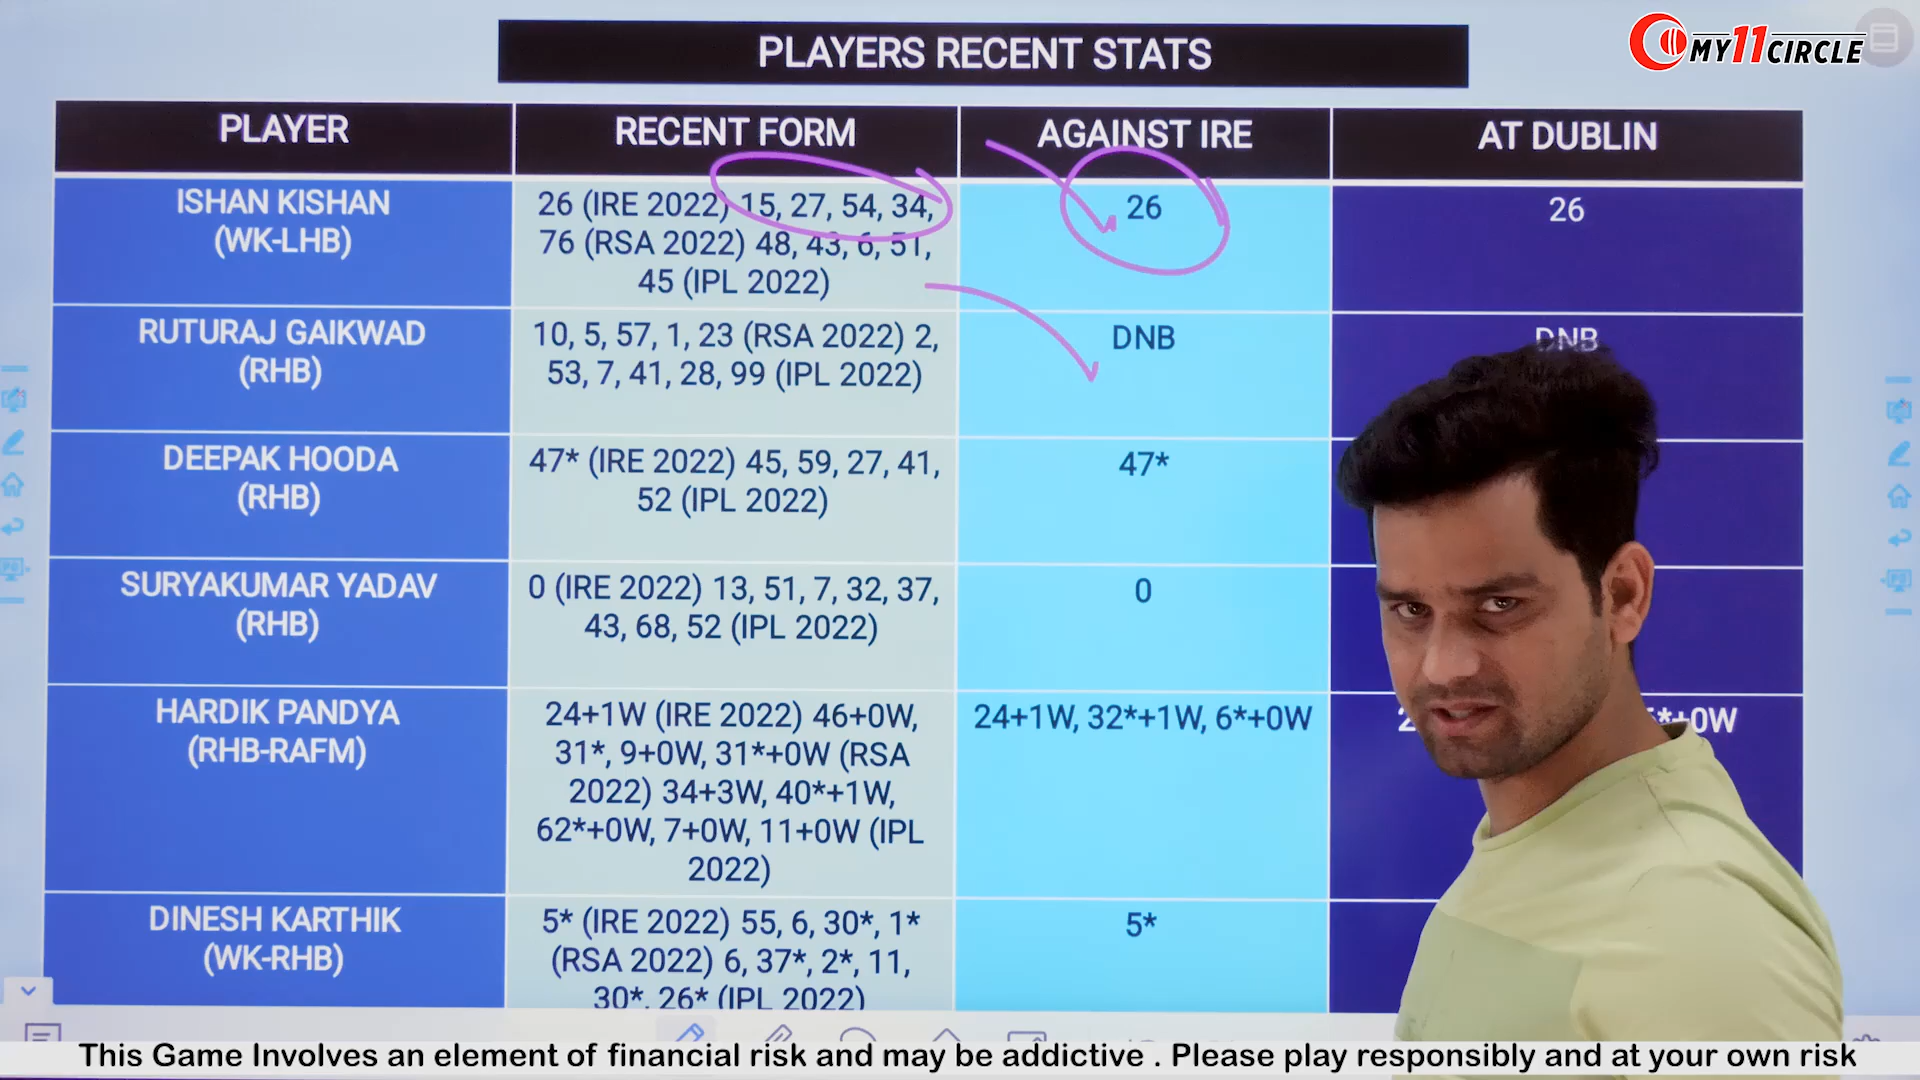 PLAYERS RECENT STATS
MY11CIRCLE
PLAYER
RECENT FORM
AGAINST IRE
AT DUBLIN
ISHAN KISHAN
(WK-LHB)
26 (IRE 2022) 15, 27, 54, 34,
76 (RSA 2022) 48, 43, 6, 51,
45 (IPL 2022)
26
26
RUTURAJ GAIKWAD
(RHB)
10, 5, 57, 1, 23 (RSA 2022) 2,
53, 7, 41, 28, 99 (IPL 2022)
DNB
DNB
DEEPAK HOODA
(RHB)
47* (IRE 2022) 45, 59, 27, 41,
52 (IPL 2022)
47*
SURYAKUMAR YADAV
(RHB)
0 (IRE 2022) 13, 51, 7, 32, 37,
43, 68, 52 (IPL 2022)
0
HARDIK PANDYA
(RHB-RAFM)
24+1W (IRE 2022) 46+0W,
31*, 9+0W, 31*+0W (RSA
2022) 34+3W, 40*+1W,
62*+0W, 7+0W, 11+0W (IPL
2022)
24+1W, 32*+1W, 6*+0W
*+0W
DINESH KARTHIK
(WK-RHB)
5* (IRE 2022) 55, 6, 30*, 1*
(RSA 2022) 6, 37*, 2*, 11,
30*, 26* (IPL 2022)
5*
This Game Involves an element of financial risk and may be addictive . Please play responsibly and at your own risk